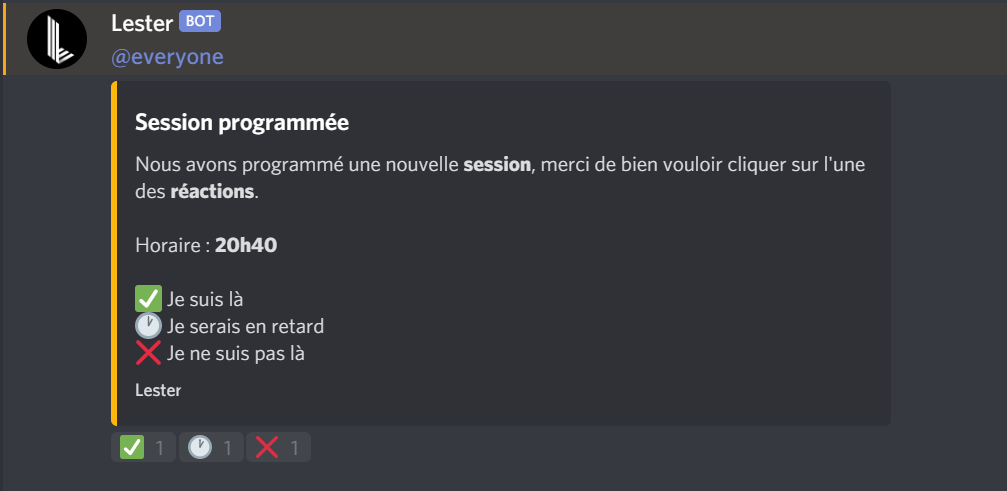 Lester BOT
@everyone
Session programmée
Nous avons programmé une nouvelle session, merci de bien vouloir cliquer sur l'une
des réactions.
Horaire : 20h40
✅ Je suis là
🕐 Je serais en retard
❌ Je ne suis pas là
Lester
✅ 1 🕐 1 ❌ 1